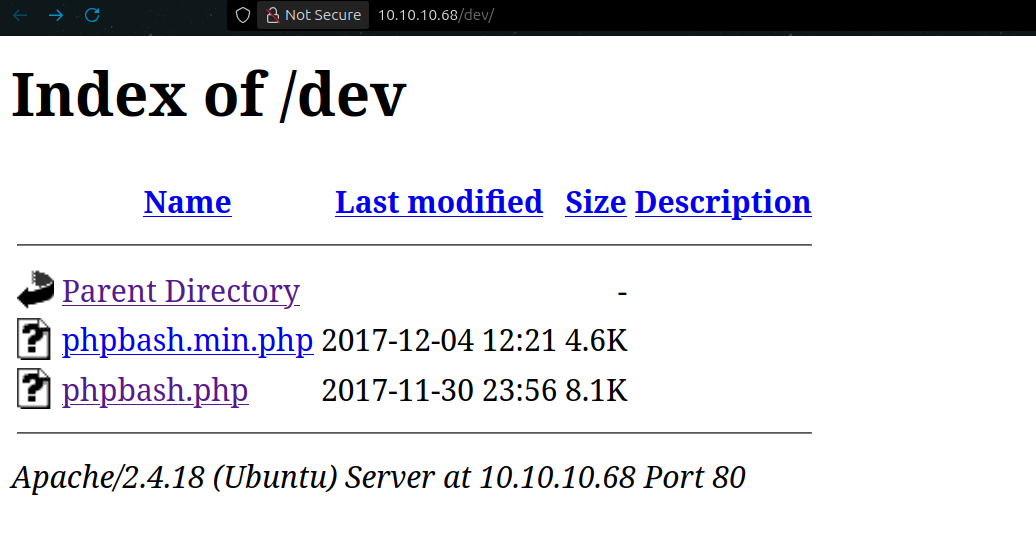 Not Secure 10.10.10.68/dev/
Index of /dev
Name Last modified Size Description
Parent Directory -
phpbash.min.php 2017-12-04 12:21 4.6K
phpbash.php 2017-11-30 23:56 8.1K
Apache/2.4.18 (Ubuntu) Server at 10.10.10.68 Port 80